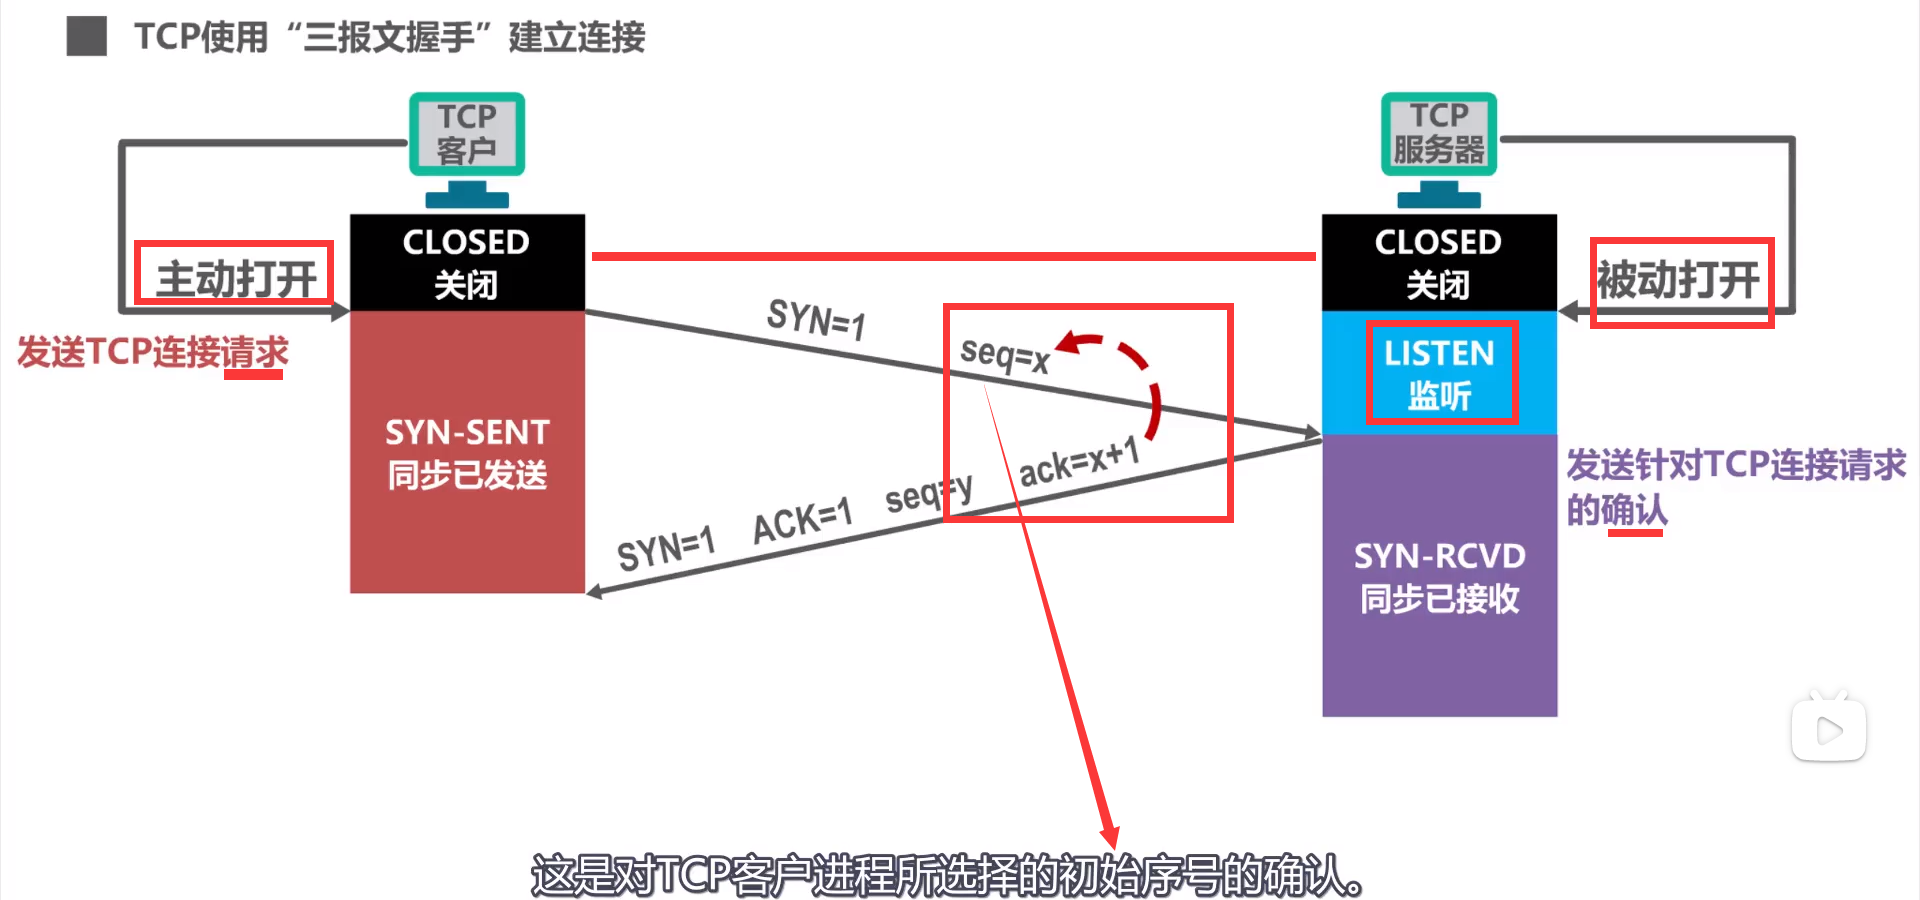 TCP使用“三报文握手”建立连接
TCP
客户
TCP
服务器
主动打开
CLOSED
关闭
CLOSED
关闭
被动打开
发送TCP连接请求
SYN=1
seq=x
LISTEN
监听
SYN-SENT
同步已发送
SYN=1 ACK=1 seq=y ack=x+1
发送针对TCP连接请求
的确认
SYN-RCVD
同步已接收
这是对TCP客户进程所选择的初始序号的确认。